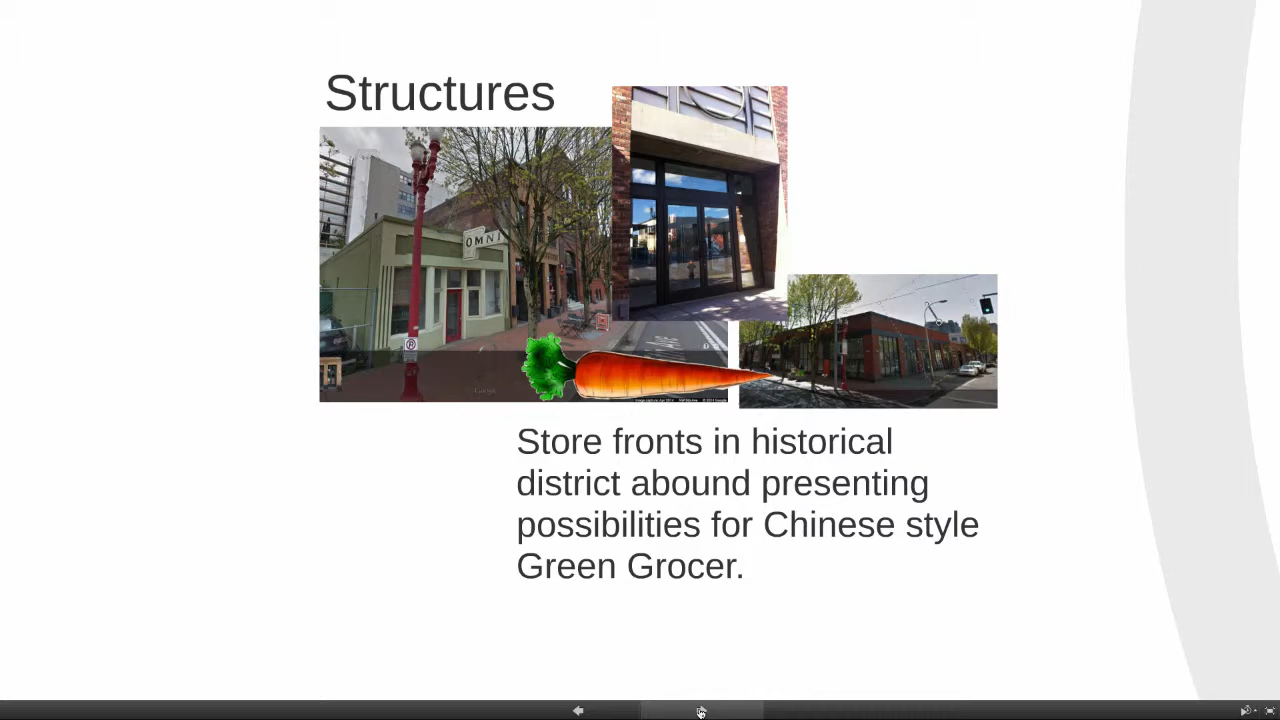 Structures
OMNI
P
Store fronts in historical
district abound presenting
possibilities for Chinese style
Green Grocer.